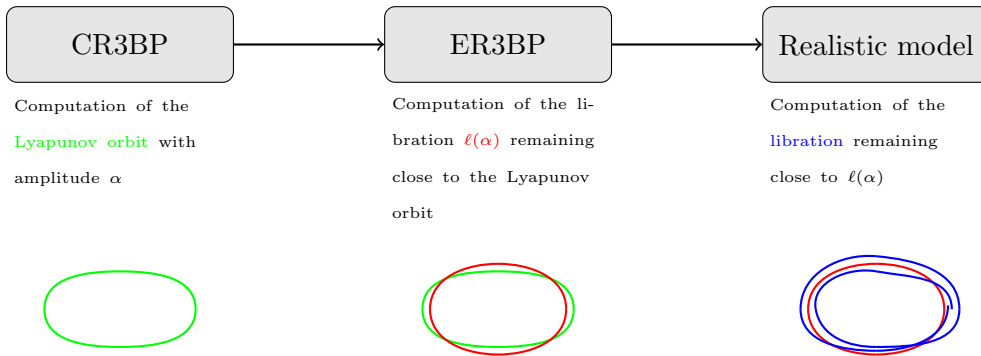 CR3BP
ER3BP
Realistic model
Computation of the
Lyapunov orbit with
amplitude α
Computation of the li-
bration ℓ(α) remaining
close to the Lyapunov
orbit
Computation of the
libration remaining
close to ℓ(α)